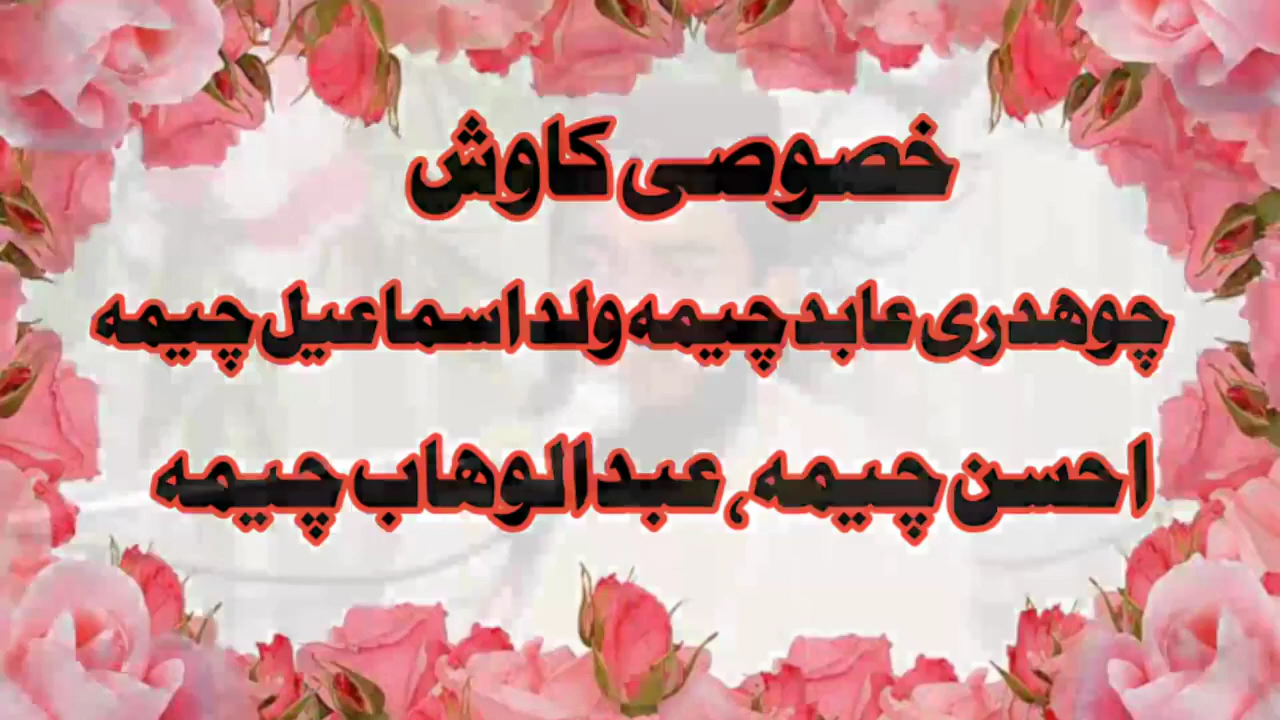 خصوصی کاوش
چوھدری عابد چیمہ ولد اسماعیل چیمہ
احسن چیمہ , عبدالوھاب چیمہ